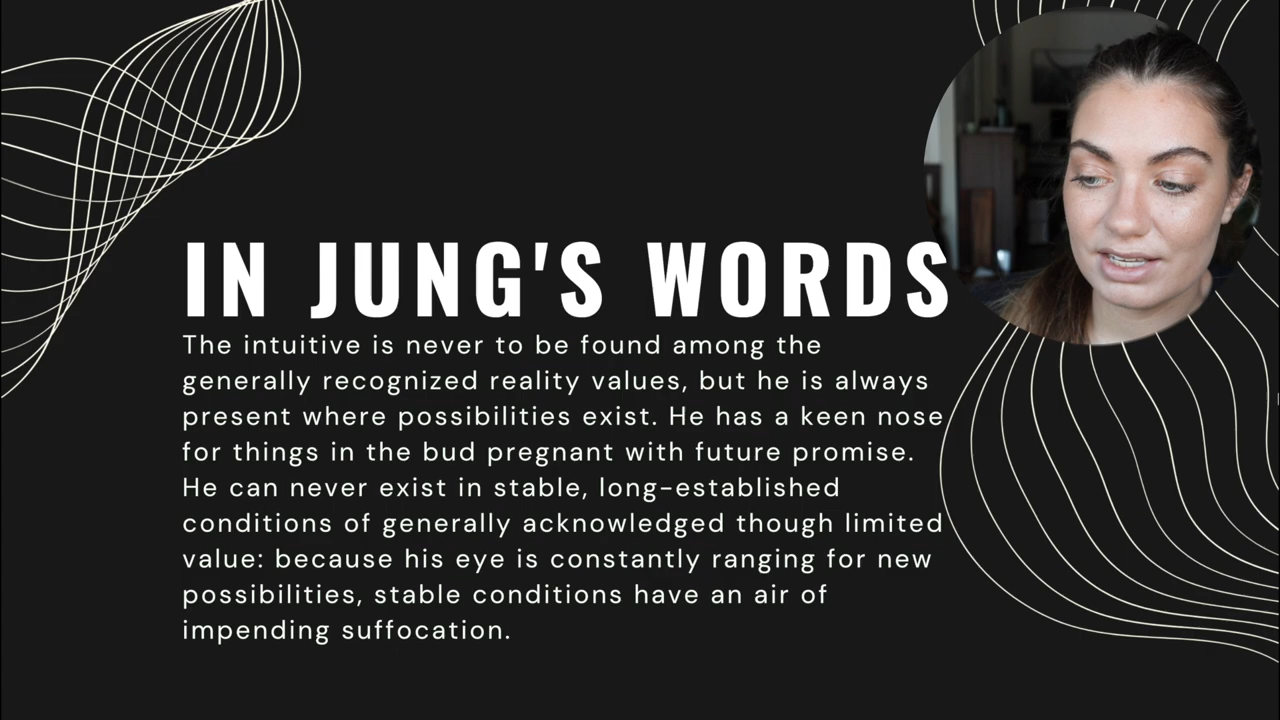 IN JUNG'S WORDS
The intuitive is never to be found among the
generally recognized reality values, but he is always
present where possibilities exist. He has a keen nose
for things in the bud pregnant with future promise.
He can never exist in stable, long-established
conditions of generally acknowledged though limited
value: because his eye is constantly ranging for new
possibilities, stable conditions have an air of
impending suffocation.